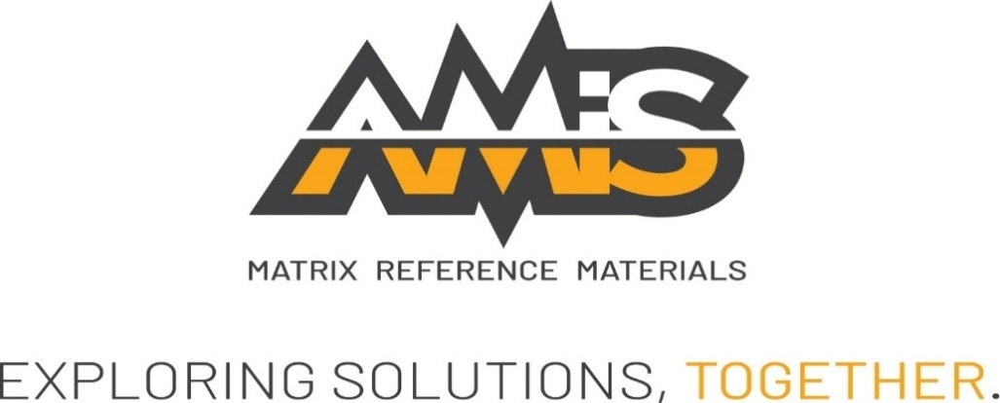 AMiS
MATRIX REFERENCE MATERIALS
EXPLORING SOLUTIONS, TOGETHER.